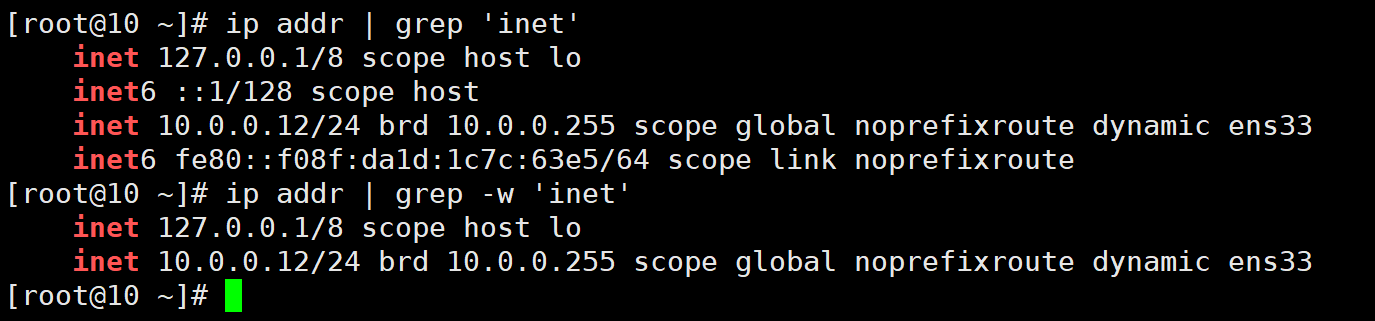 [root@10 ~]# ip addr | grep 'inet'
    inet 127.0.0.1/8 scope host lo
    inet6 ::1/128 scope host
    inet 10.0.0.12/24 brd 10.0.0.255 scope global noprefixroute dynamic ens33
    inet6 fe80::f08f:da1d:1c7c:63e5/64 scope link noprefixroute
[root@10 ~]# ip addr | grep -w 'inet'
    inet 127.0.0.1/8 scope host lo
    inet 10.0.0.12/24 brd 10.0.0.255 scope global noprefixroute dynamic ens33
[root@10 ~]#